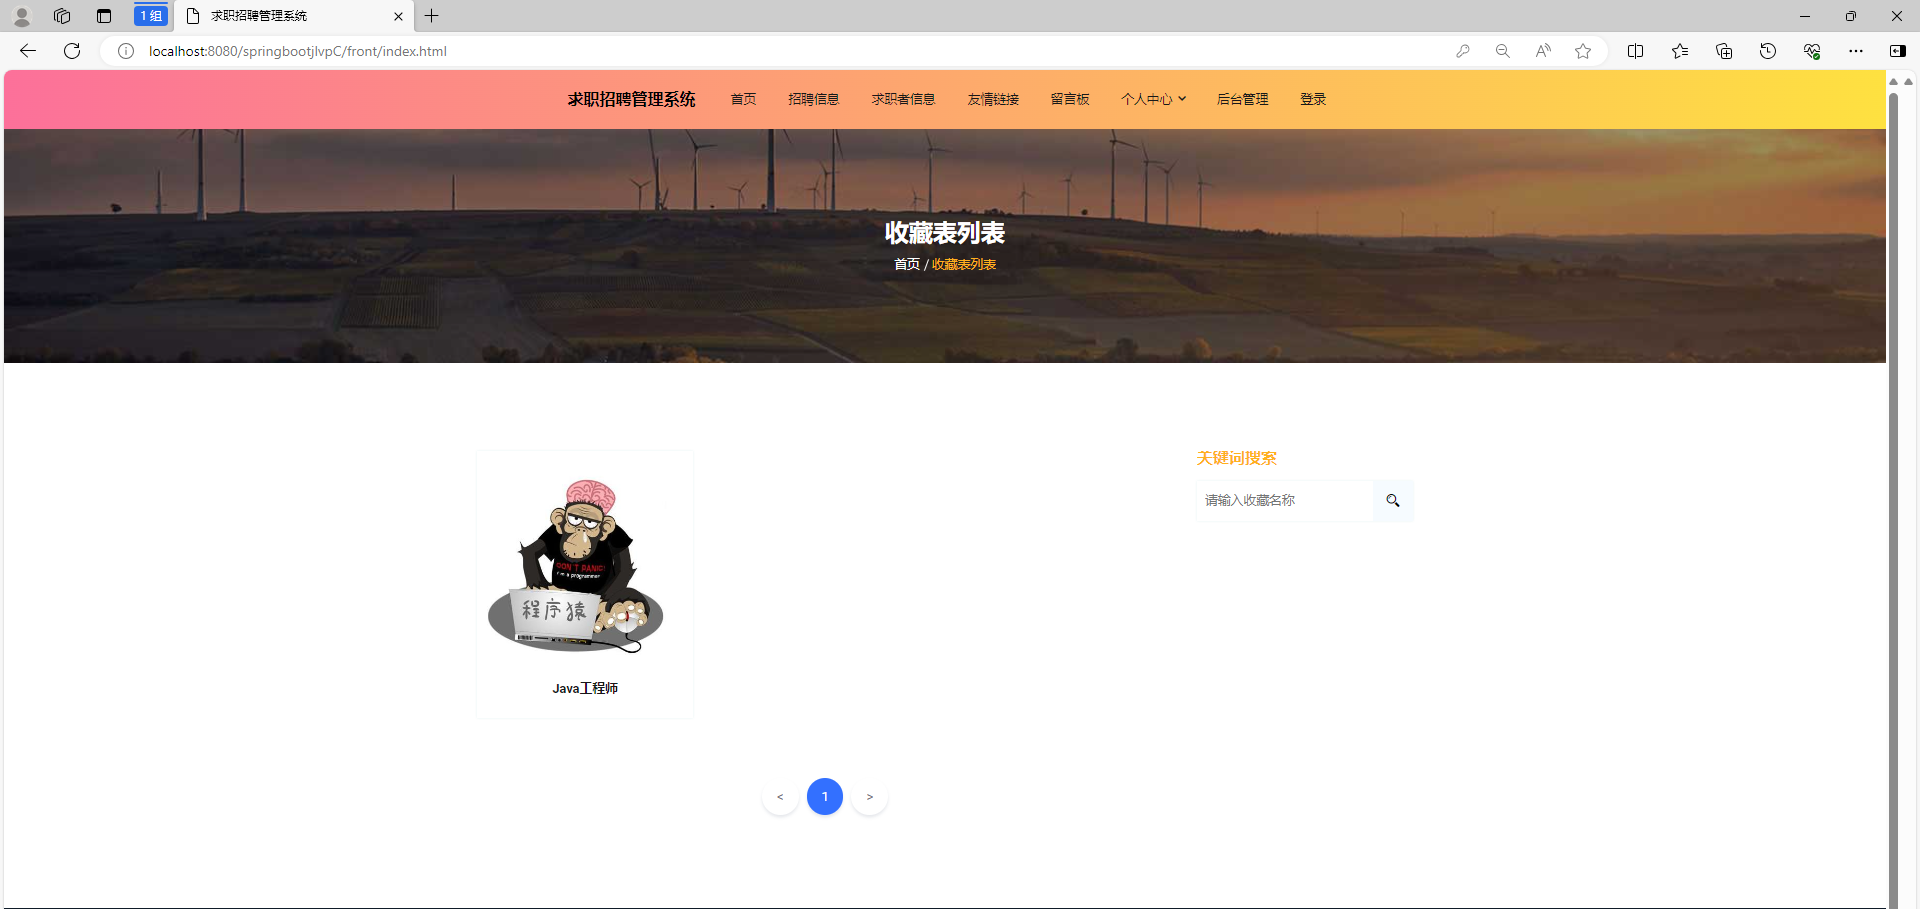 1 组
求职招聘管理系统
localhost:8080/springbootjlvpC/front/index.html
求职招聘管理系统 首页 招聘信息 求职者信息 友情链接 留言板 个人中心 后台管理 登录
收藏表列表
首页 / 收藏表列表
关键词搜索
请输入收藏名称
DON'T PANIC!
I'm a programmer
程序猿
Java工程师
< 1 >